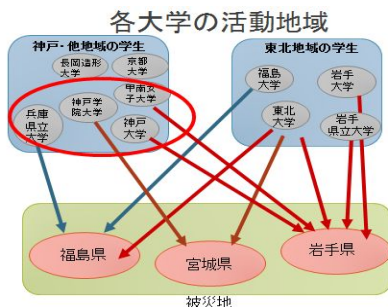 各大学の活動地域
神戸・他地域の学生
長岡造形
大学
京都
大学
甲南女
子大学
神戸学
院大学
兵庫
県立大
学
神戸
大学
東北地域の学生
福島
大学
岩手
大学
東北
大学
岩手
県立大学
福島県
宮城県
岩手県
被災地